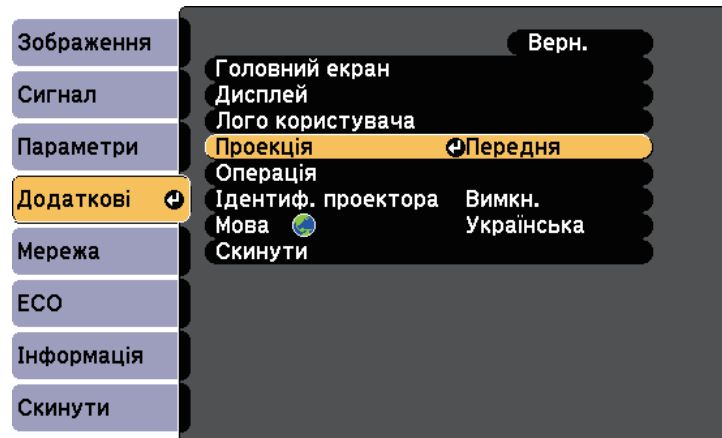 Зображення
Сигнал
Параметри
Додаткові
Мережа
ECO
Інформація
Скинути
Верн.
Головний екран
Дисплей
Лого користувача
Проекція Передня
Операція
Ідентиф. проектора Вимкн.
Мова Українська
Скинути